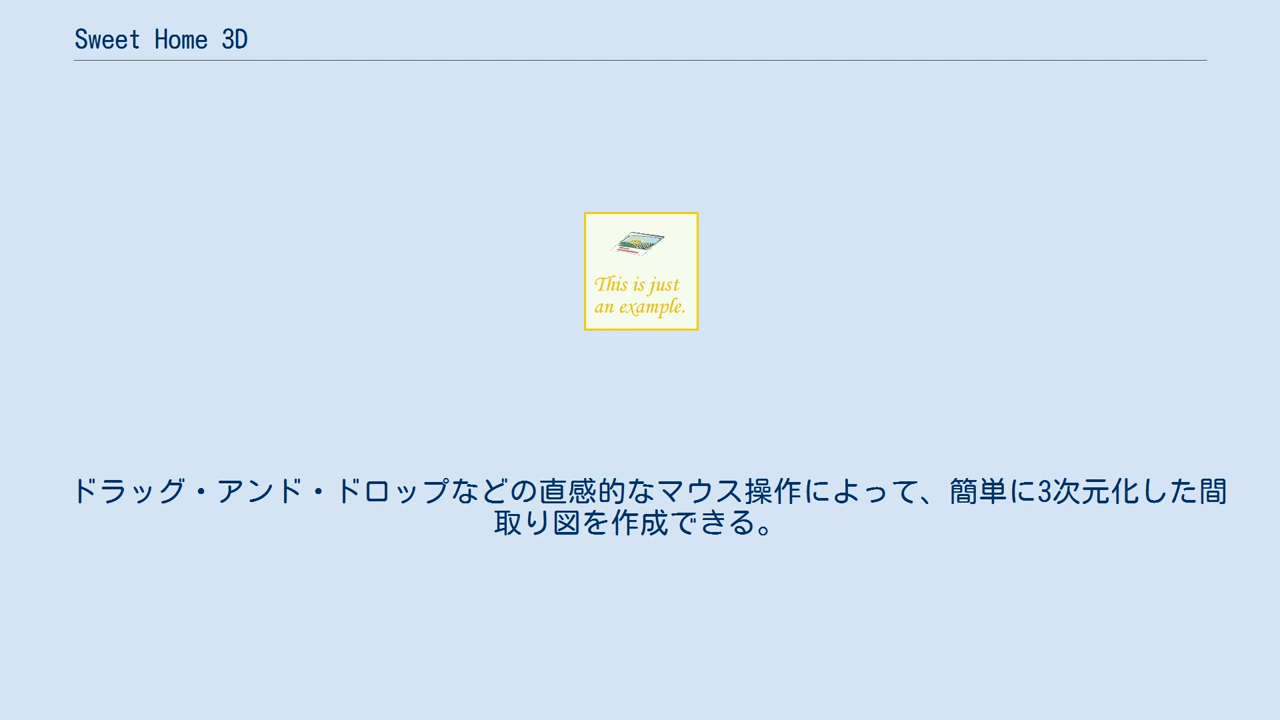 Sweet Home 3D
This is just
an example.
ドラッグ・アンド・ドロップなどの直感的なマウス操作によって、簡単に3次元化した間
取り図を作成できる。